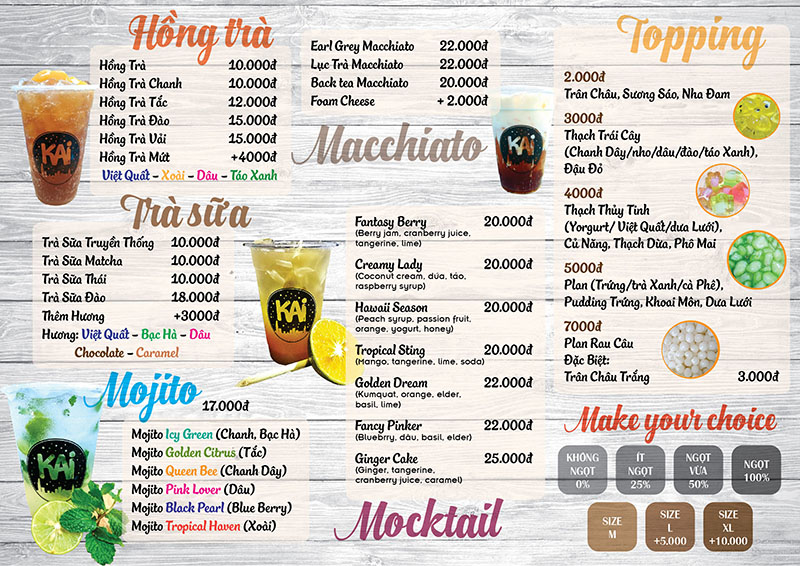 Hồng trà
Hồng Trà 10.000đ
Hồng Trà Chanh 10.000đ
Hồng Trà Tắc 12.000đ
Hồng Trà Đào 15.000đ
Hồng Trà Vải 15.000đ
Hồng Trà Mứt +4000đ
Việt Quất – Xoài – Dâu – Táo Xanh
KAi
Earl Grey Macchiato 22.000đ
Lục Trà Macchiato 22.000đ
Back tea Macchiato 20.000đ
Foam Cheese + 2.000đ
Macchiato
KAi
Trà sữa
Trà Sữa Truyền Thống 10.000đ
Trà Sữa Matcha 10.000đ
Trà Sữa Thái 10.000đ
Trà Sữa Đào 18.000đ
Thêm Hương +3000đ
Hương: Việt Quất – Bạc Hà – Dâu
Chocolate – Caramel
KAi
Mojito
17.000đ
Mojito Icy Green (Chanh, Bạc Hà)
Mojito Golden Citrus (Tắc)
Mojito Queen Bee (Chanh Dây)
Mojito Pink Lover (Dâu)
Mojito Black Pearl (Blue Berry)
Mojito Tropical Haven (Xoài)
KAi
Fantasy Berry 20.000đ
(Berry jam, cranberry juice,
tangerine, lime)
Creamy Lady 20.000đ
(Coconut cream, dứa, táo,
raspberry syrup)
Hawaii Season 20.000đ
(Peach syrup, passion fruit,
orange, yogurt, honey)
Tropical Sting 20.000đ
(Mango, tangerine, lime, soda)
Golden Dream 22.000đ
(Kumquat, orange, elder,
basil, lime)
Fancy Pinker 22.000đ
(Blueberry, dâu, basil, elder)
Ginger Cake 25.000đ
(Ginger, tangerine,
cranberry juice, caramel)
Mocktail
Topping
2.000đ
Trân Châu, Sương Sáo, Nha Đam
3000đ
Thạch Trái Cây
(Chanh Dây/nho/dâu/đào/táo Xanh),
Đậu Đỏ
4000đ
Thạch Thủy Tinh
(Yorgurt/ Việt Quất/dưa Lưới),
Củ Năng, Thạch Dừa, Phô Mai
5000đ
Plan (Trứng/trà Xanh/cà Phê),
Pudding Trứng, Khoai Môn, Dưa Lưới
7000đ
Plan Rau Câu
Đặc Biệt:
Trân Châu Trắng 3.000đ
Make your choice
KHÔNG NGỌT 0%
ÍT NGỌT 25%
NGỌT VỪA 50%
NGỌT 100%
SIZE M
SIZE L +5.000
SIZE XL +10.000